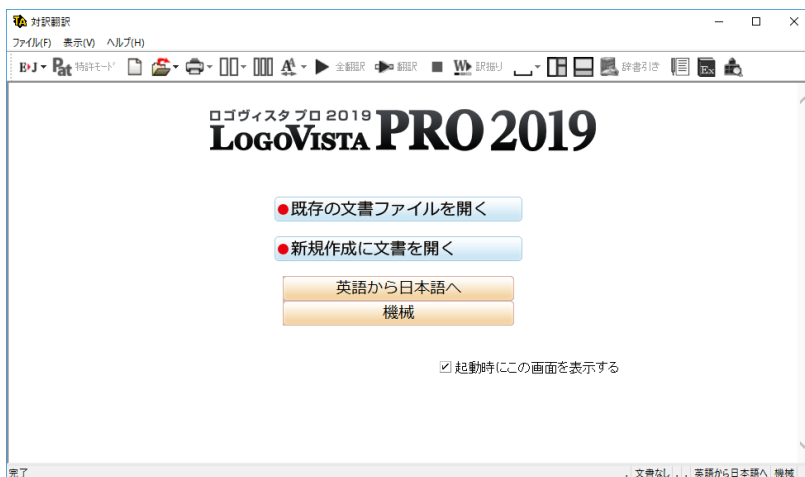 対訳翻訳
ファイル(F) 表示(V) ヘルプ(H)
E›J Pat 特許モード A 全翻訳 翻訳 W 訳振り 辞書引き Ex
ロゴヴィスタ プロ 2019
LOGOVISTA PRO 2019
●既存の文書ファイルを開く
●新規作成に文書を開く
英語から日本語へ
機械
起動時にこの画面を表示する
完了 . 文書なし . . 英語から日本語へ 機械